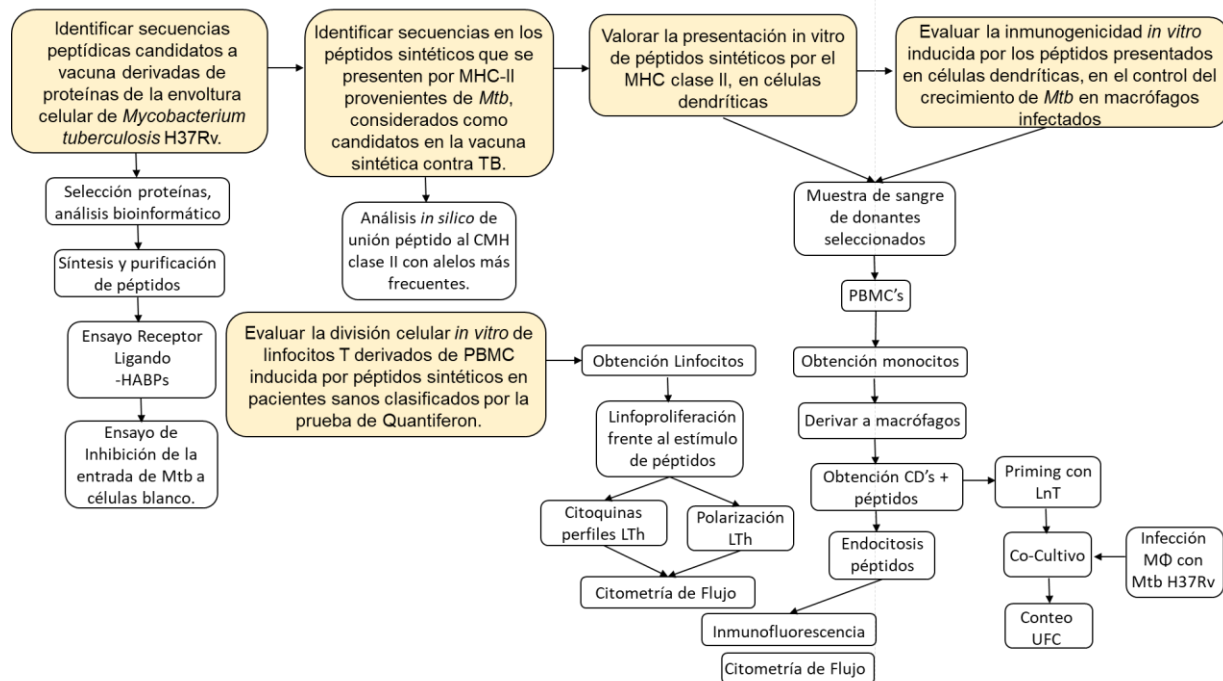 Identificar secuencias
peptídicas candidatos a
vacuna derivadas de
proteínas de la envoltura
celular de Mycobacterium
tuberculosis H37Rv.
Identificar secuencias en los
péptidos sintéticos que se
presenten por MHC-II
provenientes de Mtb,
considerados como
candidatos en la vacuna
sintética contra TB.
Valorar la presentación in vitro
de péptidos sintéticos por el
MHC clase II, en células
dendríticas
Evaluar la inmunogenicidad in vitro
inducida por los péptidos presentados
en células dendríticas, en el control del
crecimiento de Mtb en macrófagos
infectados
Selección proteínas,
análisis bioinformático
Síntesis y purificación
de péptidos
Ensayo Receptor
Ligando
-HABPs
Ensayo de
Inhibición de la
entrada de Mtb a
células blanco.
Análisis in silico de
unión péptido al CMH
clase II con alelos más
frecuentes.
Evaluar la división celular in vitro de
linfocitos T derivados de PBMC
inducida por péptidos sintéticos en
pacientes sanos clasificados por la
prueba de Quantiferon.
Obtención Linfocitos
Linfoproliferación
frente al estímulo
de péptidos
Citoquinas
perfiles LTh
Polarización
LTh
Citometría de Flujo
Muestra de sangre
de donantes
seleccionados
PBMC's
Obtención monocitos
Derivar a macrófagos
Obtención CD's +
péptidos
Endocitosis
péptidos
Inmunofluorescencia
Citometría de Flujo
Priming con
LnT
Co-Cultivo
Infección
MΦ con
Mtb H37Rv
Conteo
UFC